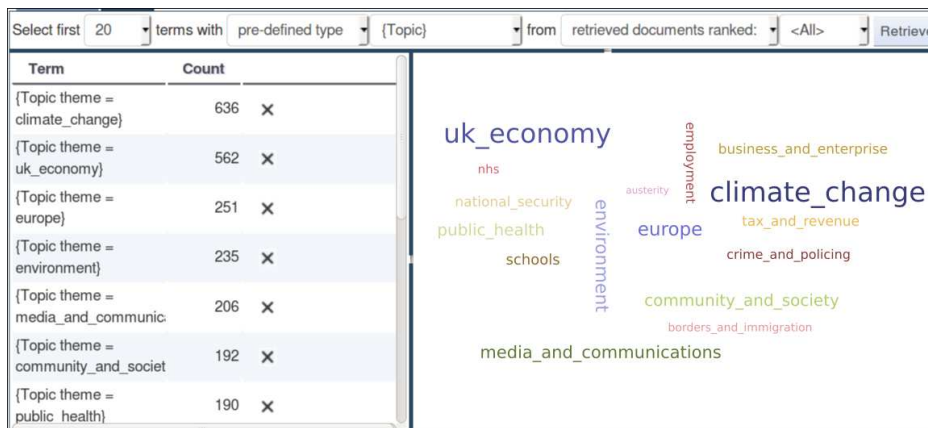 Select first 20 terms with pre-defined type {Topic} from retrieved documents ranked: <All> Retrieve
Term Count
{Topic theme =
climate_change} 636 ×
{Topic theme =
uk_economy} 562 ×
{Topic theme =
europe} 251 ×
{Topic theme =
environment} 235 ×
{Topic theme =
media_and_communic 206 ×
{Topic theme =
community_and_societ 192 ×
{Topic theme =
public_health} 190 ×
uk_economy
employment
business_and_enterprise
nhs
austerity
climate_change
national_security
environment
tax_and_revenue
public_health
europe
schools
crime_and_policing
community_and_society
borders_and_immigration
media_and_communications